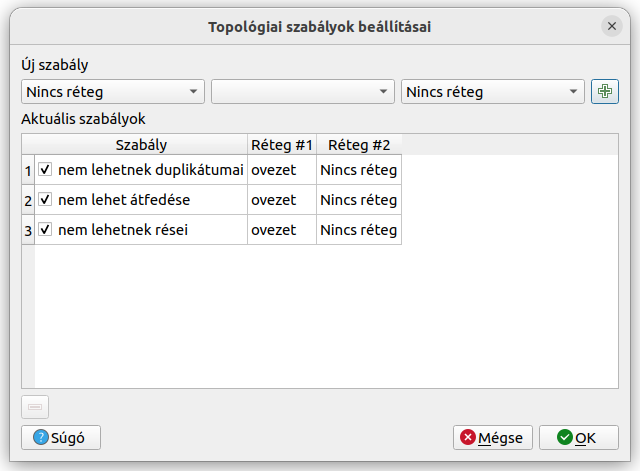 Topológiai szabályok beállításai
Új szabály
Nincs réteg Nincs réteg
Aktuális szabályok
Szabály Réteg #1 Réteg #2
1 nem lehetnek duplikátumai ovezet Nincs réteg
2 nem lehet átfedése ovezet Nincs réteg
3 nem lehetnek rései ovezet Nincs réteg
Súgó Mégse OK